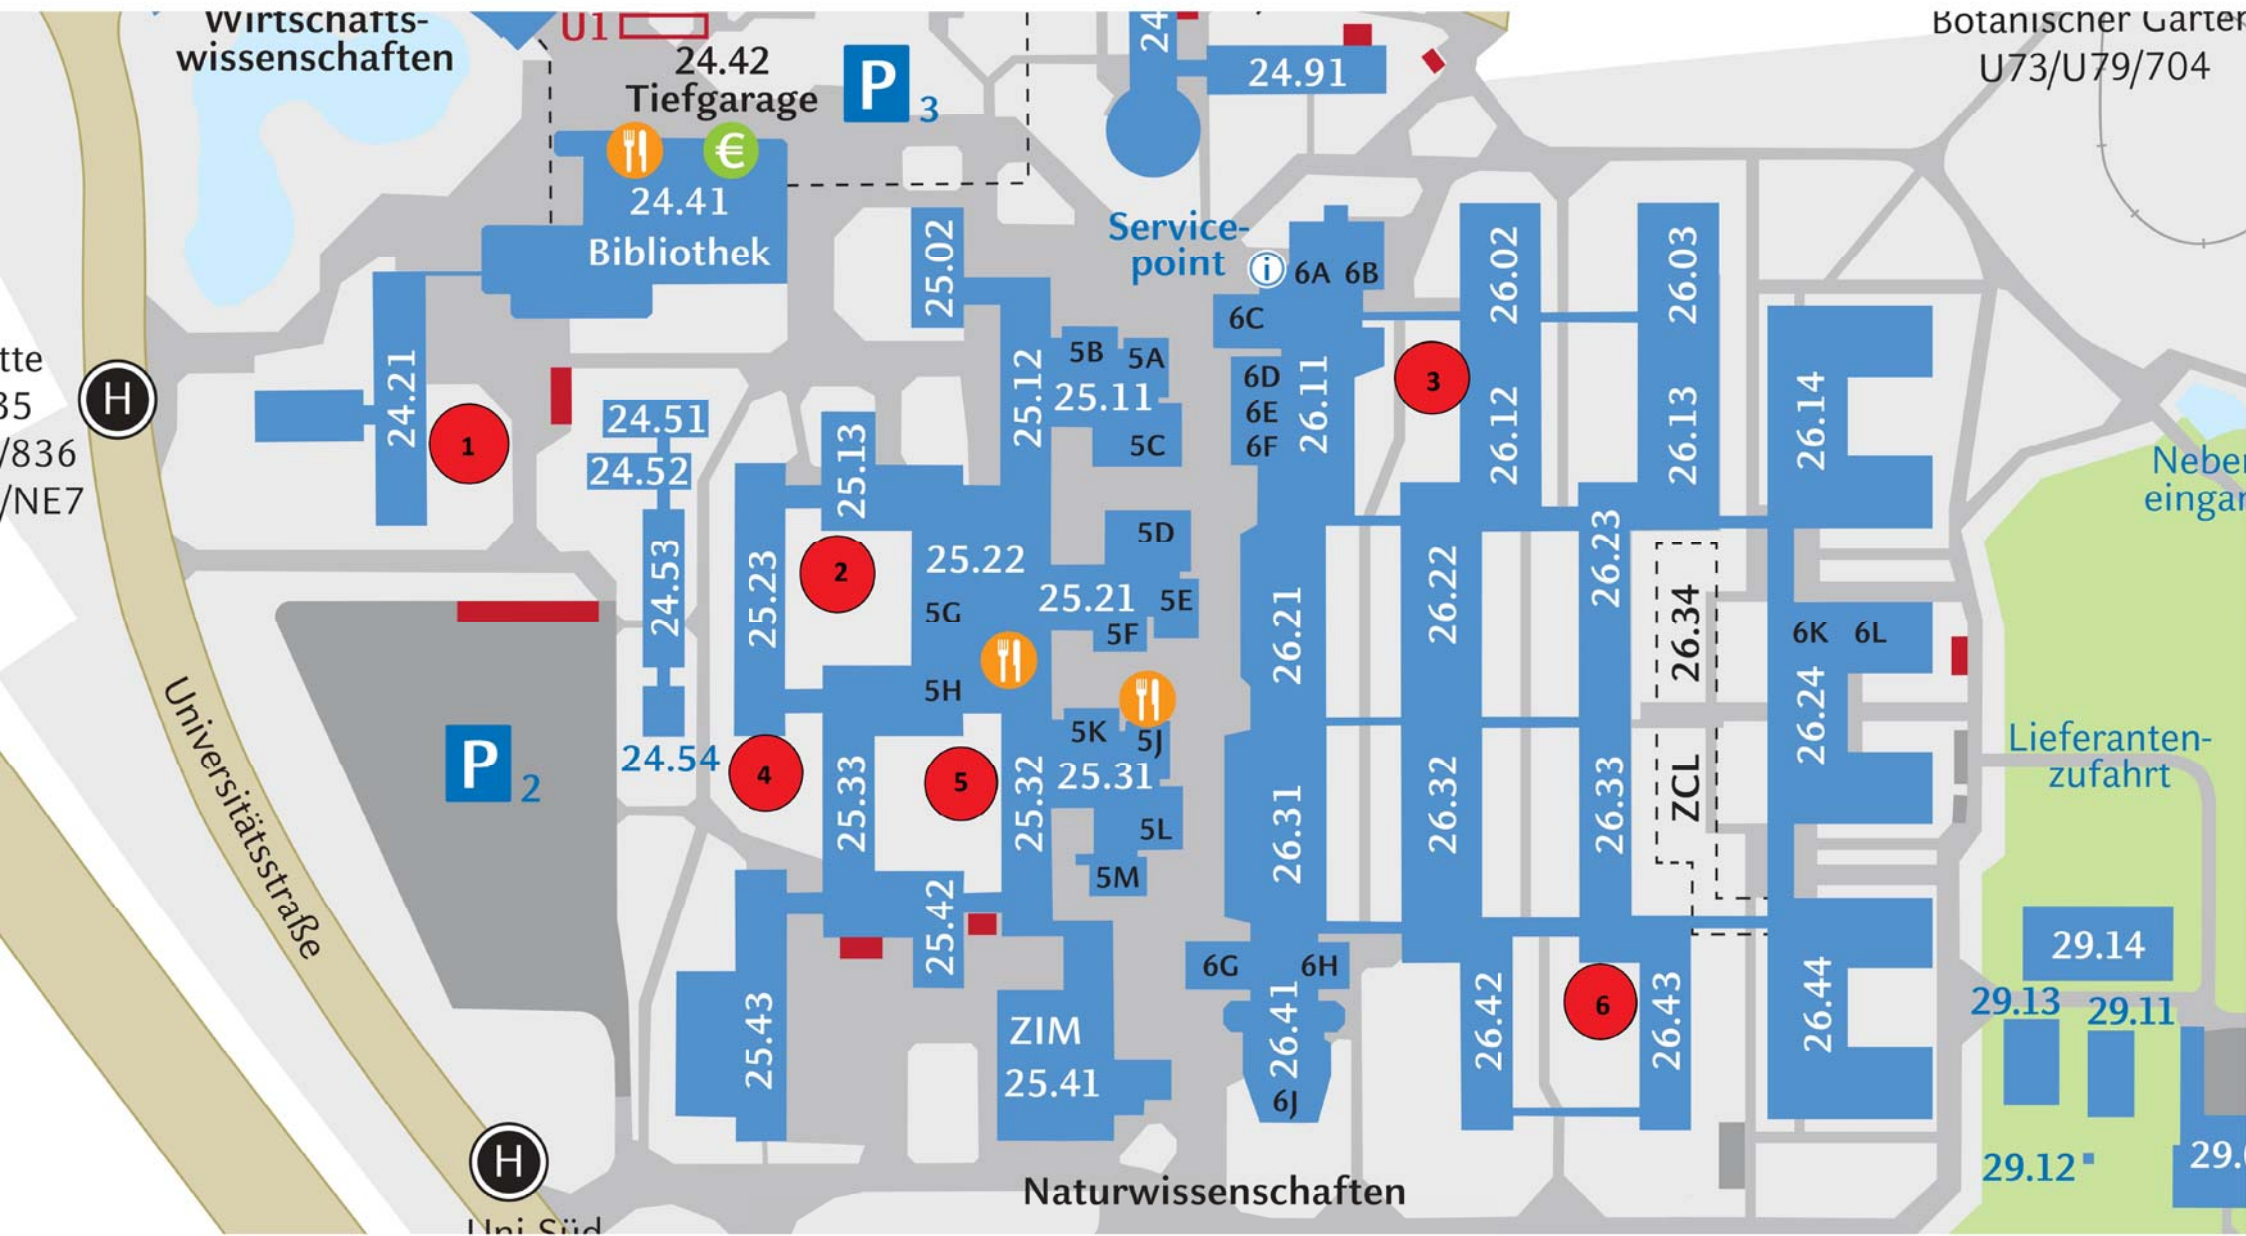 Wirtschafts-
wissenschaften
U1
24.42
Tiefgarage
P 3
24
24.91
Botanischer Garten
U73/U79/704
€
24.41
Bibliothek
25.02
Service-
point
i
6A 6B
6C
26.02
26.03
tte
35
/836
/NE7
H
24.21
1
24.51
24.52
24.53
24.54
25.12
5B 5A
25.11
5C
6D
6E
6F
26.11
3
26.12
26.13
26.14
Neben
eingan
25.13
25.23
2
25.22
5D
25.21 5E
5G
5F
5H
26.21
26.22
26.23
26.34
6K 6L
26.24
Universitätsstraße
P 2
4
25.33
5
25.32
5K 5J
25.31
5L
5M
26.31
26.32
26.33
ZCL
Lieferanten-
zufahrt
25.42
25.43
ZIM
25.41
6G 6H
26.41
6J
26.42
6
26.43
26.44
29.14
29.13 29.11
29.12
29.
H
Uni Süd
Naturwissenschaften